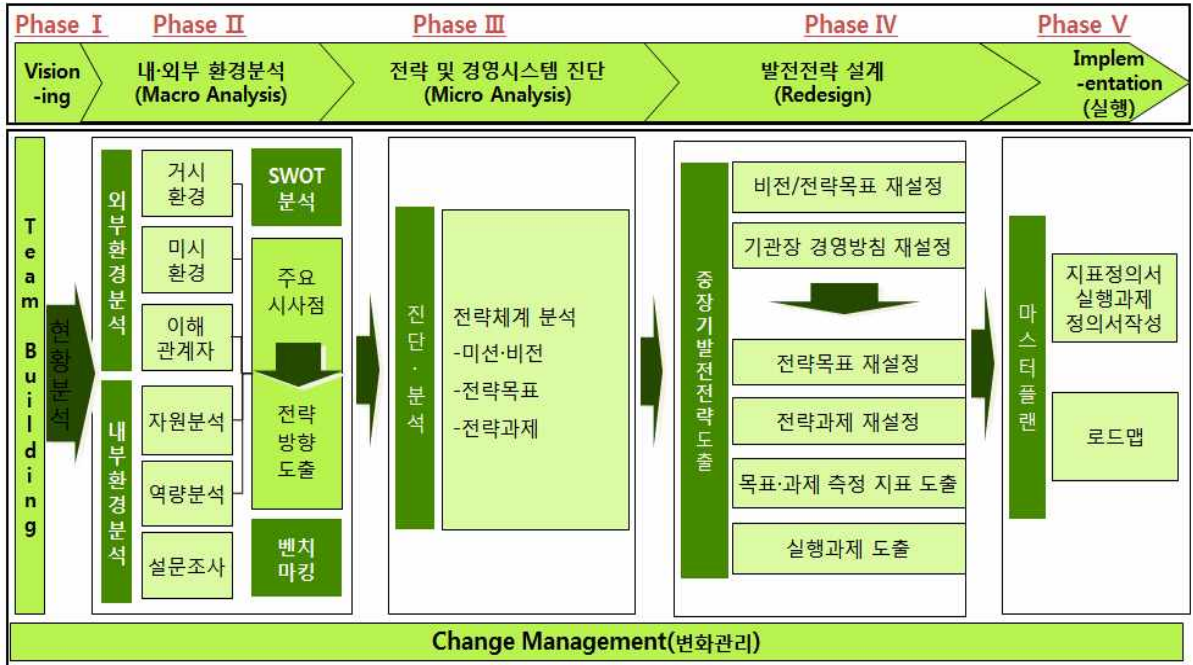 Phase Ⅰ
Phase Ⅱ
Phase Ⅲ
Phase Ⅳ
Phase Ⅴ
Vision
-ing
내·외부 환경분석
(Macro Analysis)
전략 및 경영시스템 진단
(Micro Analysis)
발전전략 설계
(Redesign)
Implem
-entation
(실행)
Team Building
현황분석
외부환경분석
거시
환경
미시
환경
이해
관계자
내부환경분석
자원분석
역량분석
설문조사
SWOT
분석
주요
시사점
전략
방향
도출
벤치
마킹
진단·분석
전략체계 분석
-미션·비전
-전략목표
-전략과제
중장기발전전략도출
비전/전략목표 재설정
기관장 경영방침 재설정
전략목표 재설정
전략과제 재설정
목표·과제 측정 지표 도출
실행과제 도출
마스터플랜
지표정의서
실행과제
정의서작성
로드맵
Change Management(변화관리)